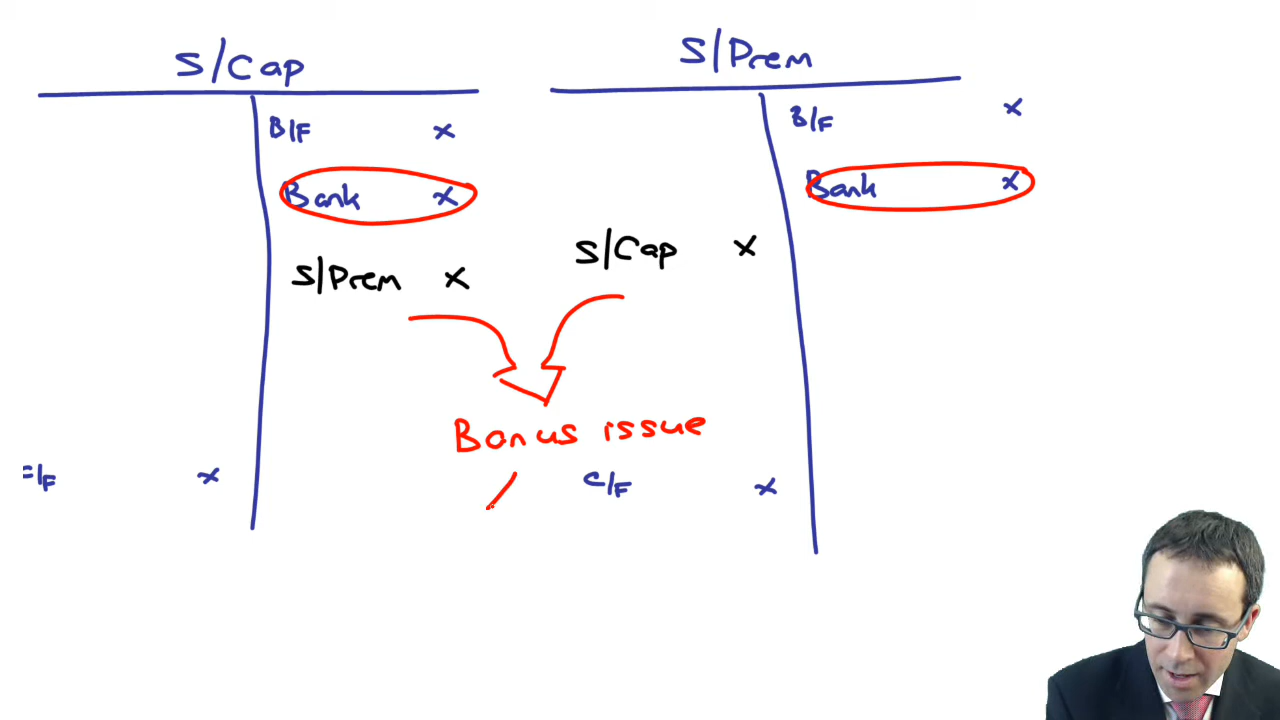 S/Cap
B/F x
Bank x
S/Prem x
C/F x
S/Prem
B/F x
Bank x
S/Cap x
C/F x
Bonus issue